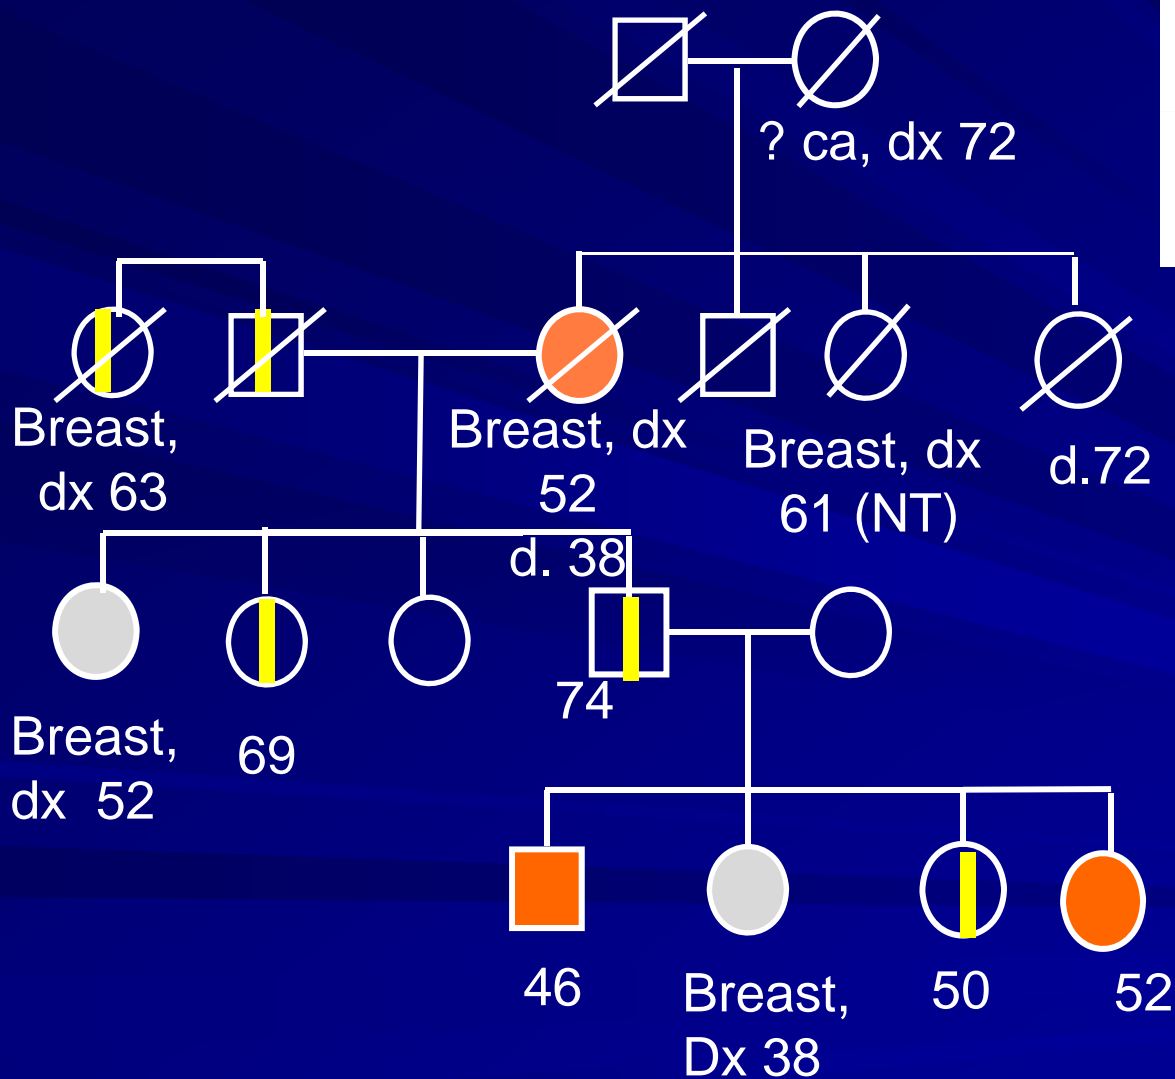 ? ca, dx 72
Breast,
dx 63
Breast, dx
52
d. 38
Breast, dx
61 (NT)
d.72
Breast,
dx 52
69
74
46
Breast,
Dx 38
50
52